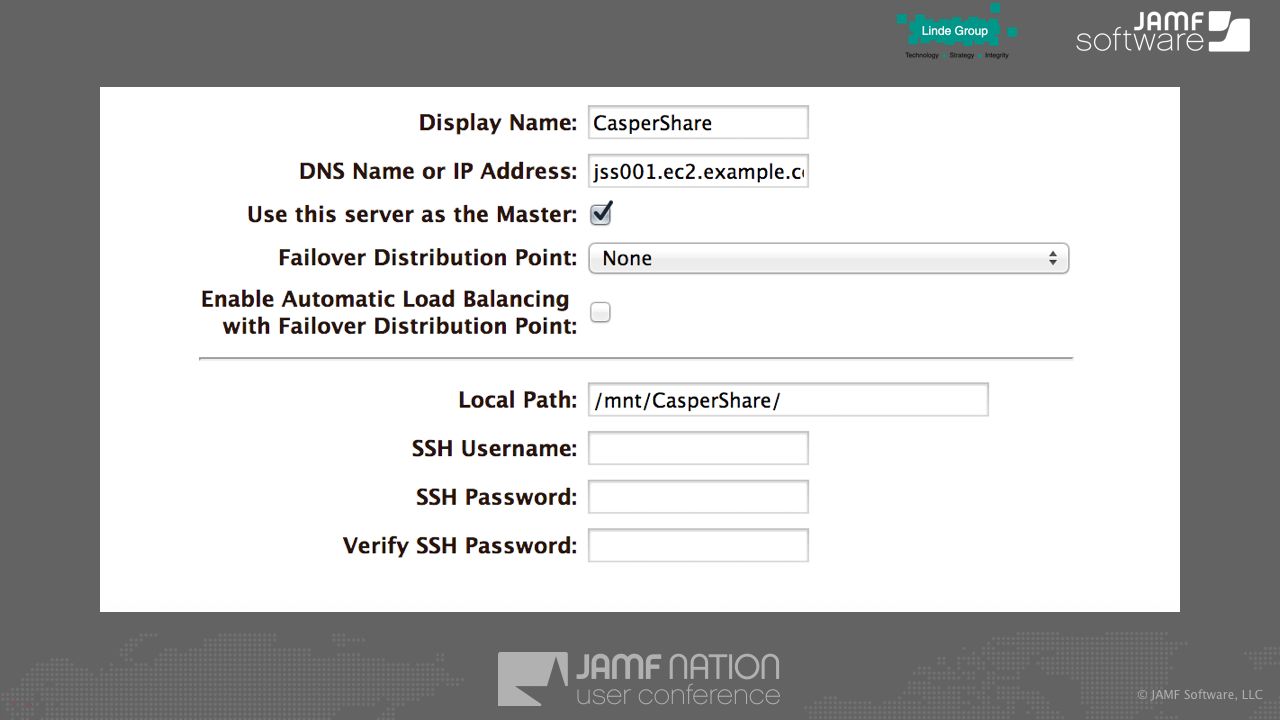 Linde Group
Technology Strategy Integrity
JAMF
software
Display Name: CasperShare
DNS Name or IP Address: jss001.ec2.example.c
Use this server as the Master:
Failover Distribution Point: None
Enable Automatic Load Balancing
with Failover Distribution Point:
Local Path: /mnt/CasperShare/
SSH Username:
SSH Password:
Verify SSH Password:
JAMF NATION
user conference
© JAMF Software, LLC